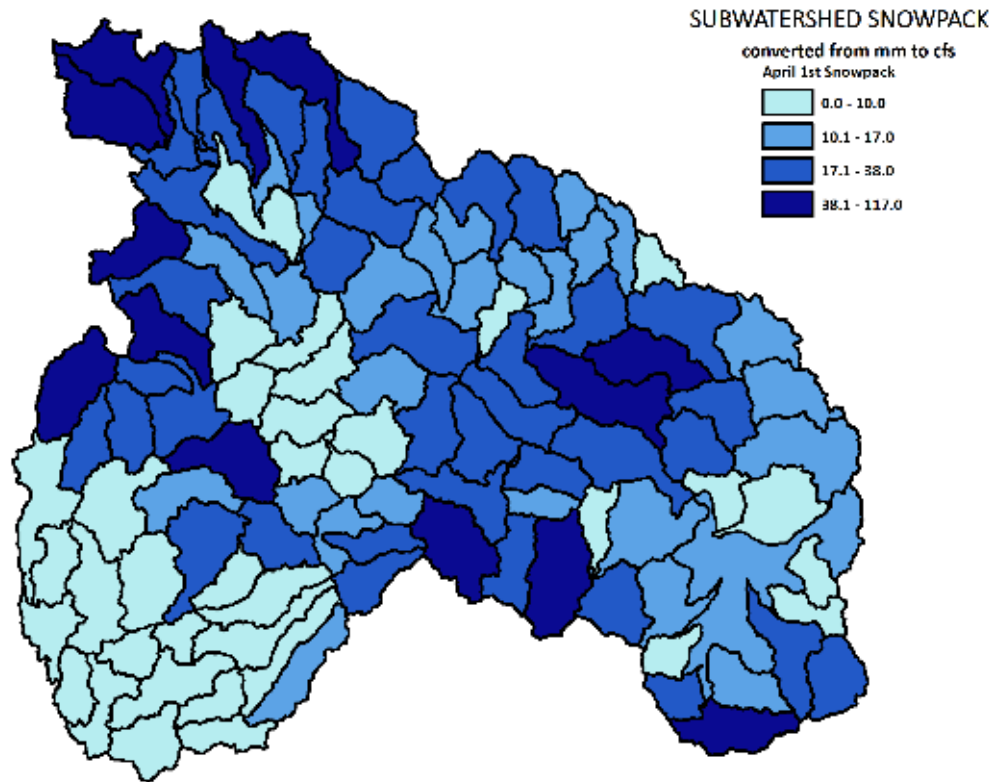 SUBWATERSHED SNOWPACK
converted from mm to cfs
April 1st Snowpack
0.0 - 10.0
10.1 - 17.0
17.1 - 38.0
38.1 - 117.0